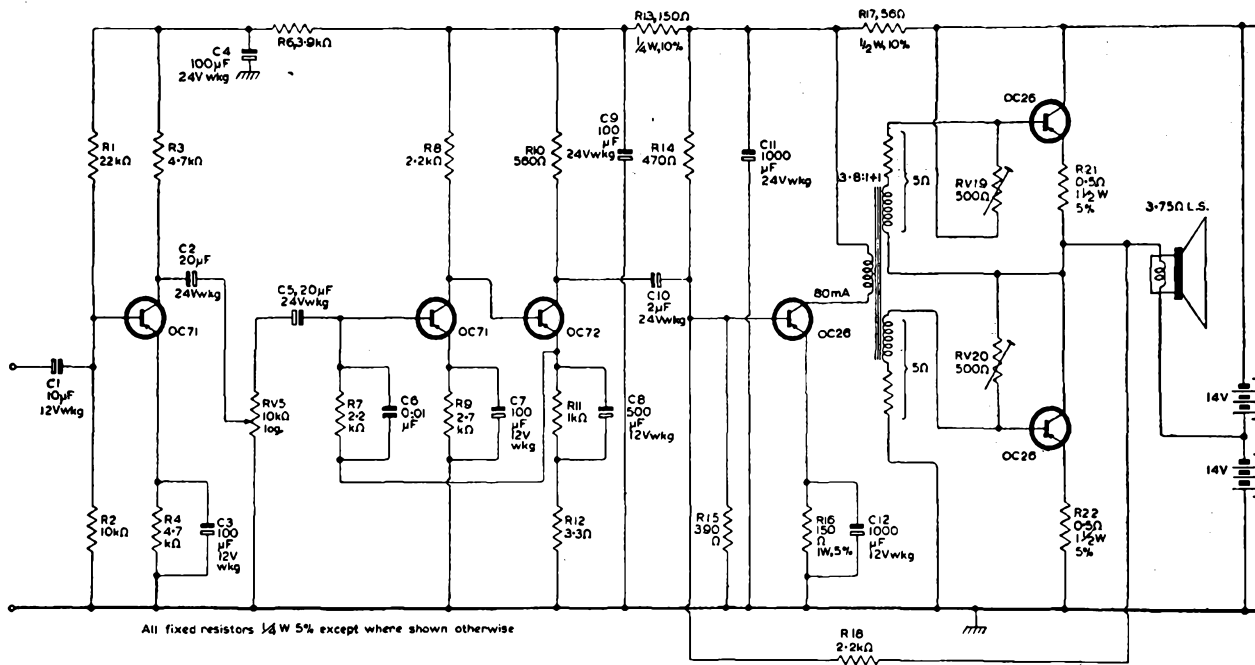 R13, 150Ω
¼W, 10%
R17, 56Ω
½W, 10%
C4
100µF
24V wkg
R6, 3·9kΩ
OC26
R1
22kΩ
R3
4·7kΩ
R8
2·2kΩ
R10
560Ω
C9
100
µF
24Vwkg
R14
470Ω
C11
1000
µF
24Vwkg
3·8:1+1
5Ω
RV19
500Ω
R21
0·5Ω
1½W
5%
3·75Ω L.S.
C2
20µF
24Vwkg
C5, 20µF
24Vwkg
OC71
OC71
OC72
C10
2µF
24Vwkg
80mA
OC26
C1
10µF
12Vwkg
RV5
10kΩ
log.
R7
2·2
kΩ
C6
0·01
µF
R9
2·7
kΩ
C7
100
µF
12V
wkg
R11
1kΩ
C8
500
µF
12Vwkg
5Ω
RV20
500Ω
OC26
14V
14V
R2
10kΩ
R4
4·7
kΩ
C3
100
µF
12V
wkg
R12
3·3Ω
R15
390
Ω
R16
150
Ω
1W, 5%
C12
1000
µF
12Vwkg
R22
0·5Ω
1½W
5%
All fixed resistors ¼W 5% except where shown otherwise
R18
2·2kΩ